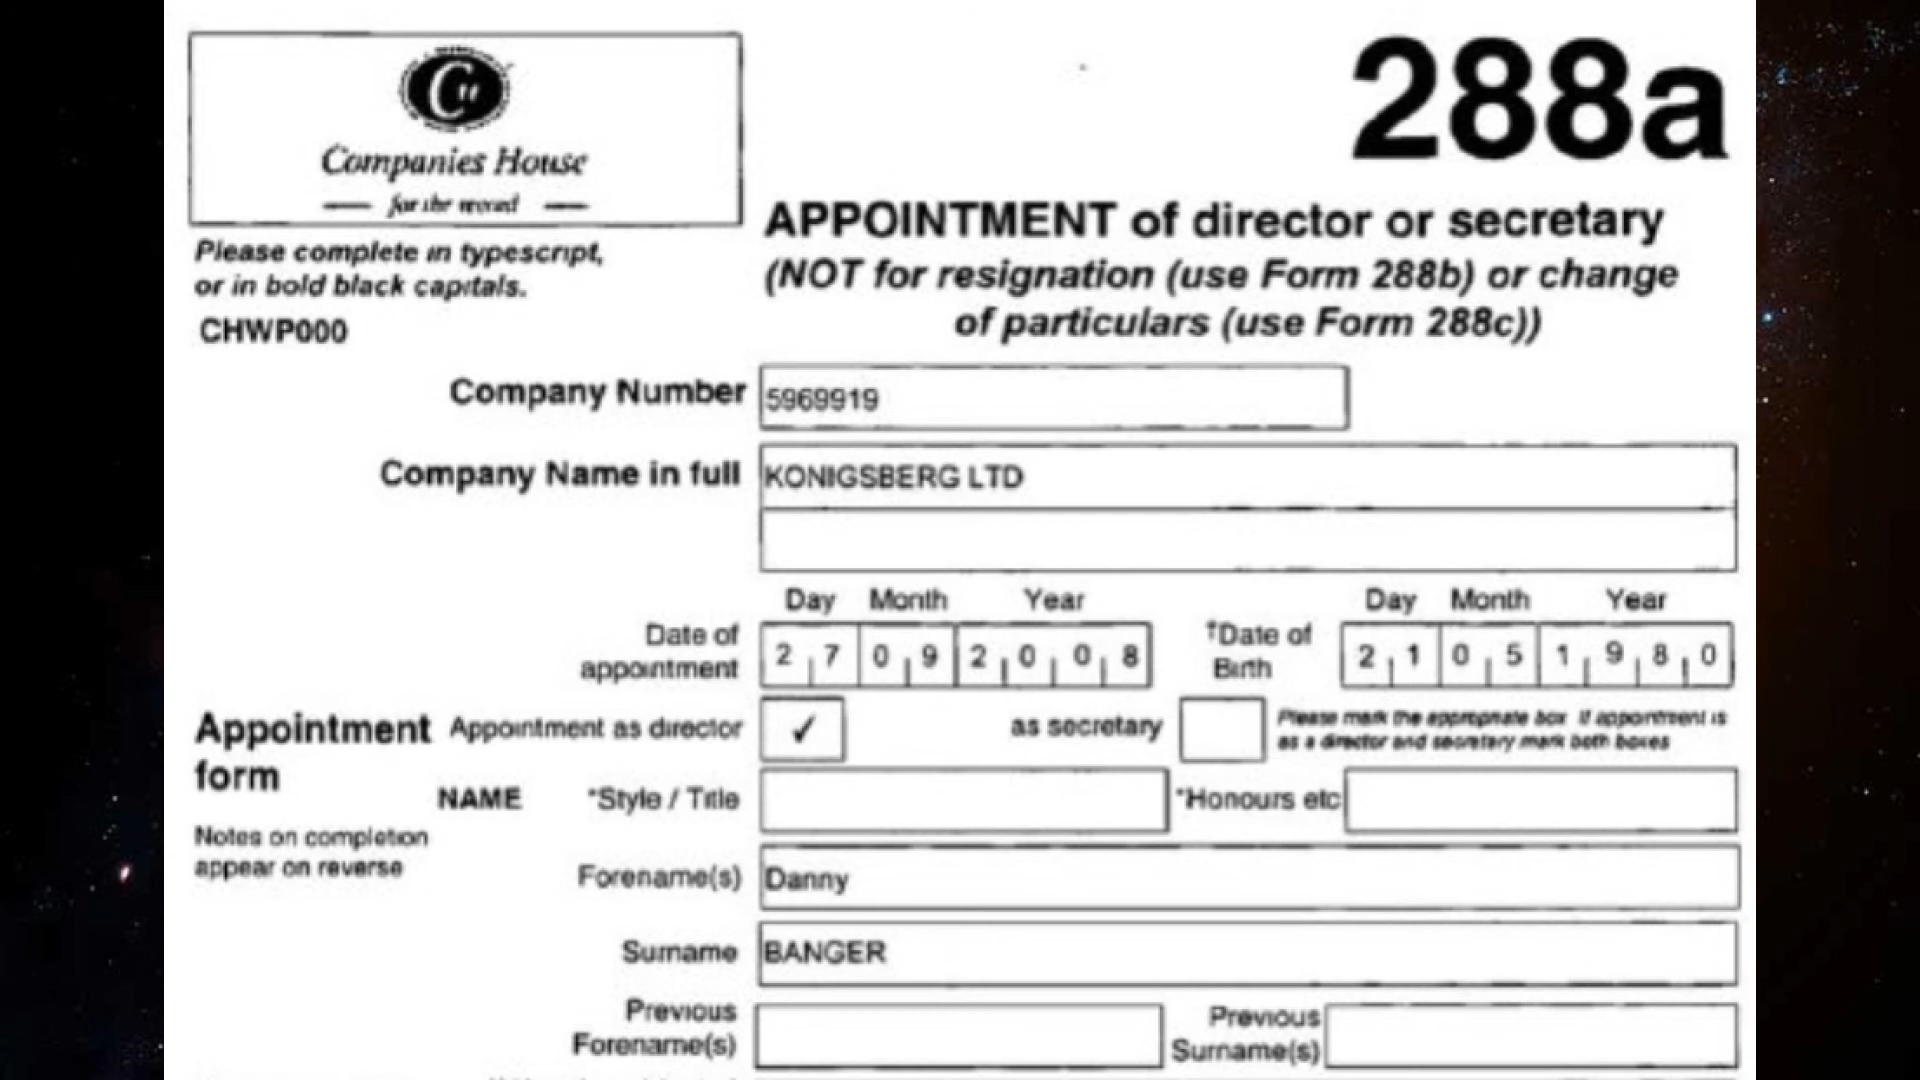 288a
Companies House
for the record
Please complete in typescript,
or in bold black capitals.
CHWP000
APPOINTMENT of director or secretary
(NOT for resignation (use Form 288b) or change
of particulars (use Form 288c))
Company Number 5969919
Company Name in full KONIGSBERG LTD
Day Month Year Day Month Year
Date of appointment 2 7 0 9 2 0 0 8 †Date of Birth 2 1 0 5 1 9 8 0
Appointment form
Appointment as director ✓ as secretary Please mark the appropriate box If appointment is
as a director and secretary mark both boxes
NAME *Style / Title *Honours etc
Notes on completion
appear on reverse
Forename(s) Danny
Surname BANGER
Previous Forename(s) Previous Surname(s)